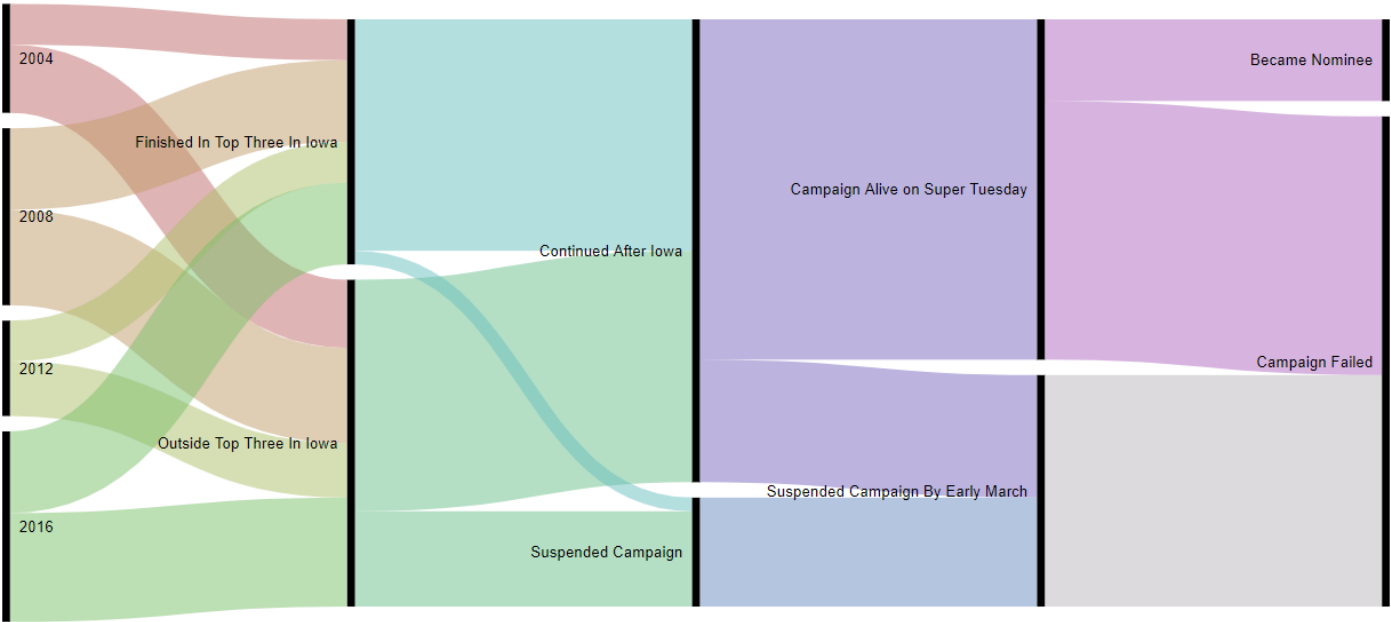 2004
2008
2012
2016
Finished In Top Three In Iowa
Outside Top Three In Iowa
Continued After Iowa
Suspended Campaign
Campaign Alive on Super Tuesday
Suspended Campaign By Early March
Became Nominee
Campaign Failed